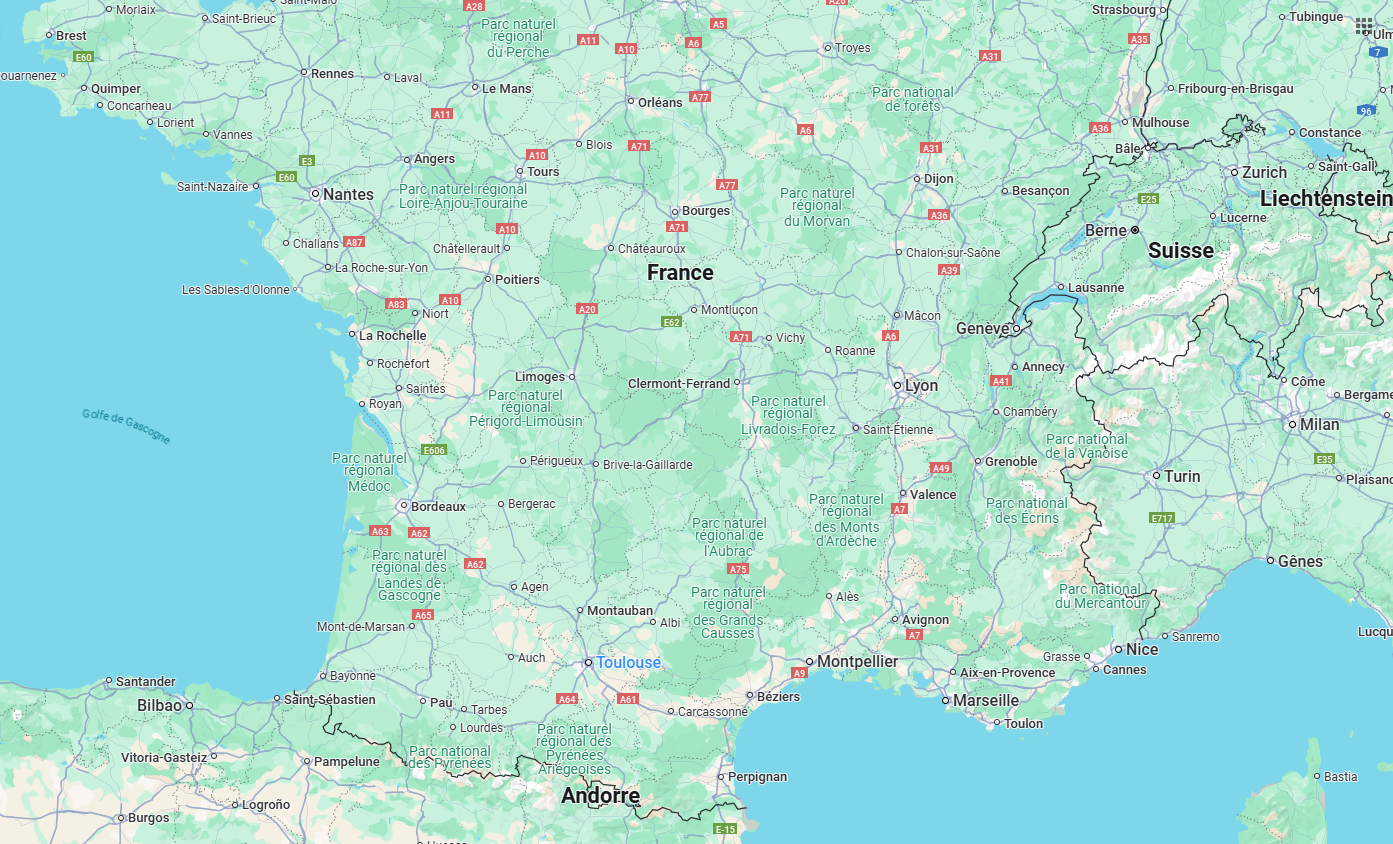 Morlaix
Saint-Brieuc
Saint-Malo
A28
A5
A26
Strasbourg
Tubingue
Ulm
Brest
E60
Parc naturel
régional
du Perche
A11
A10
A6
Troyes
A31
A35
7
Rennes
Laval
Le Mans
Quimper
Concarneau
Lorient
Vannes
A11
Orléans
A77
Parc national
de forêts
Fribourg-en-Brisgau
96
A6
A36
Mulhouse
Constance
Angers
E3
E60
A10
Tours
Blois
A71
A31
Bâle
Saint-Gall
Saint-Nazaire
Nantes
Parc naturel régional
Loire-Anjou-Touraine
A77
Parc naturel
régional
du Morvan
Dijon
Besançon
Zurich
E25
Liechtenstein
Bourges
A71
A36
Lucerne
Berne
Suisse
A10
Challans
A87
Châtellerault
Châteauroux
Chalon-sur-Saône
A39
La Roche-sur-Yon
Poitiers
France
Les Sables-d'Olonne
Lausanne
A83
A10
Niort
A20
E62
Montluçon
Mâcon
Genève
La Rochelle
A71
Vichy
A6
Roanne
Rochefort
Annecy
Limoges
Clermont-Ferrand
Lyon
A41
Côme
Saintes
Royan
Bergame
Parc naturel
régional
Périgord-Limousin
Parc naturel
régional
Livradois-Forez
Chambéry
Milan
Golfe de Gascogne
Saint-Étienne
Parc national
de la Vanoise
E606
Parc naturel
régional
Médoc
Périgueux
Brive-la-Gaillarde
A49
Grenoble
E35
Turin
Plaisance
Bordeaux
Bergerac
Valence
A7
Parc naturel
régional
des Monts
d'Ardèche
Parc national
des Écrins
E717
A63
A62
Parc naturel
régional de
l'Aubrac
Parc naturel
régional des
Landes de
Gascogne
A62
A75
Gênes
Agen
Parc naturel
régional
des Grands
Causses
Alès
Parc national
du Mercantour
Montauban
Albi
A65
Mont-de-Marsan
Avignon
A7
Auch
Toulouse
Montpellier
Grasse
Nice
Sanremo
Cannes
Bayonne
Santander
Bilbao
Saint-Sébastien
Pau
Tarbes
Lourdes
A64
A61
Carcassonne
Béziers
A9
Aix-en-Provence
Marseille
Toulon
Parc naturel
régional des
Pyrénées
Ariégeoises
Parc national
des Pyrénées
Vitoria-Gasteiz
Pampelune
Perpignan
Bastia
Andorre
Logroño
Burgos
E-15